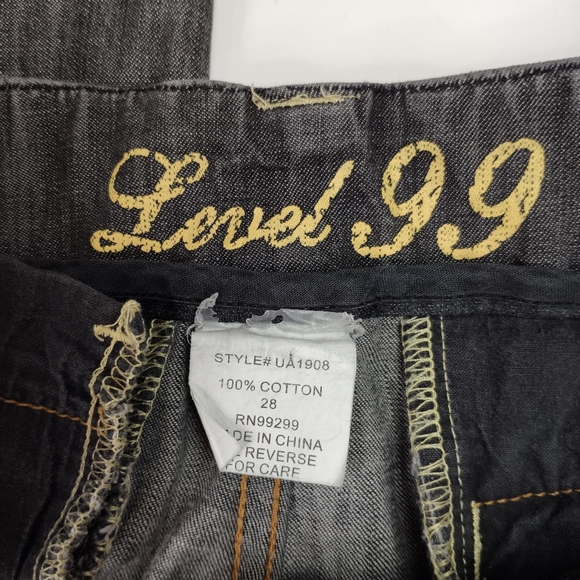 Level 99
STYLE# UA1908
100% COTTON
28
RN99299
ADE IN CHINA
E REVERSE
FOR CARE